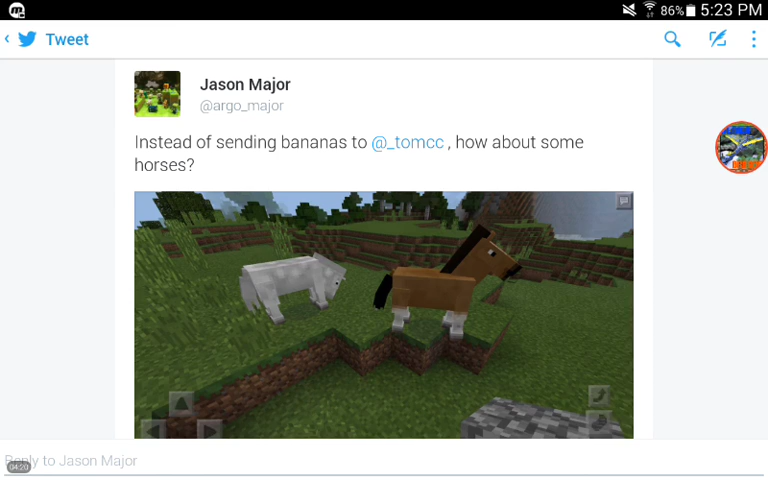 86% 5:23 PM
Tweet
Jason Major
@argo_major
Instead of sending bananas to @_tomcc , how about some
horses?
Reply to Jason Major
04:20